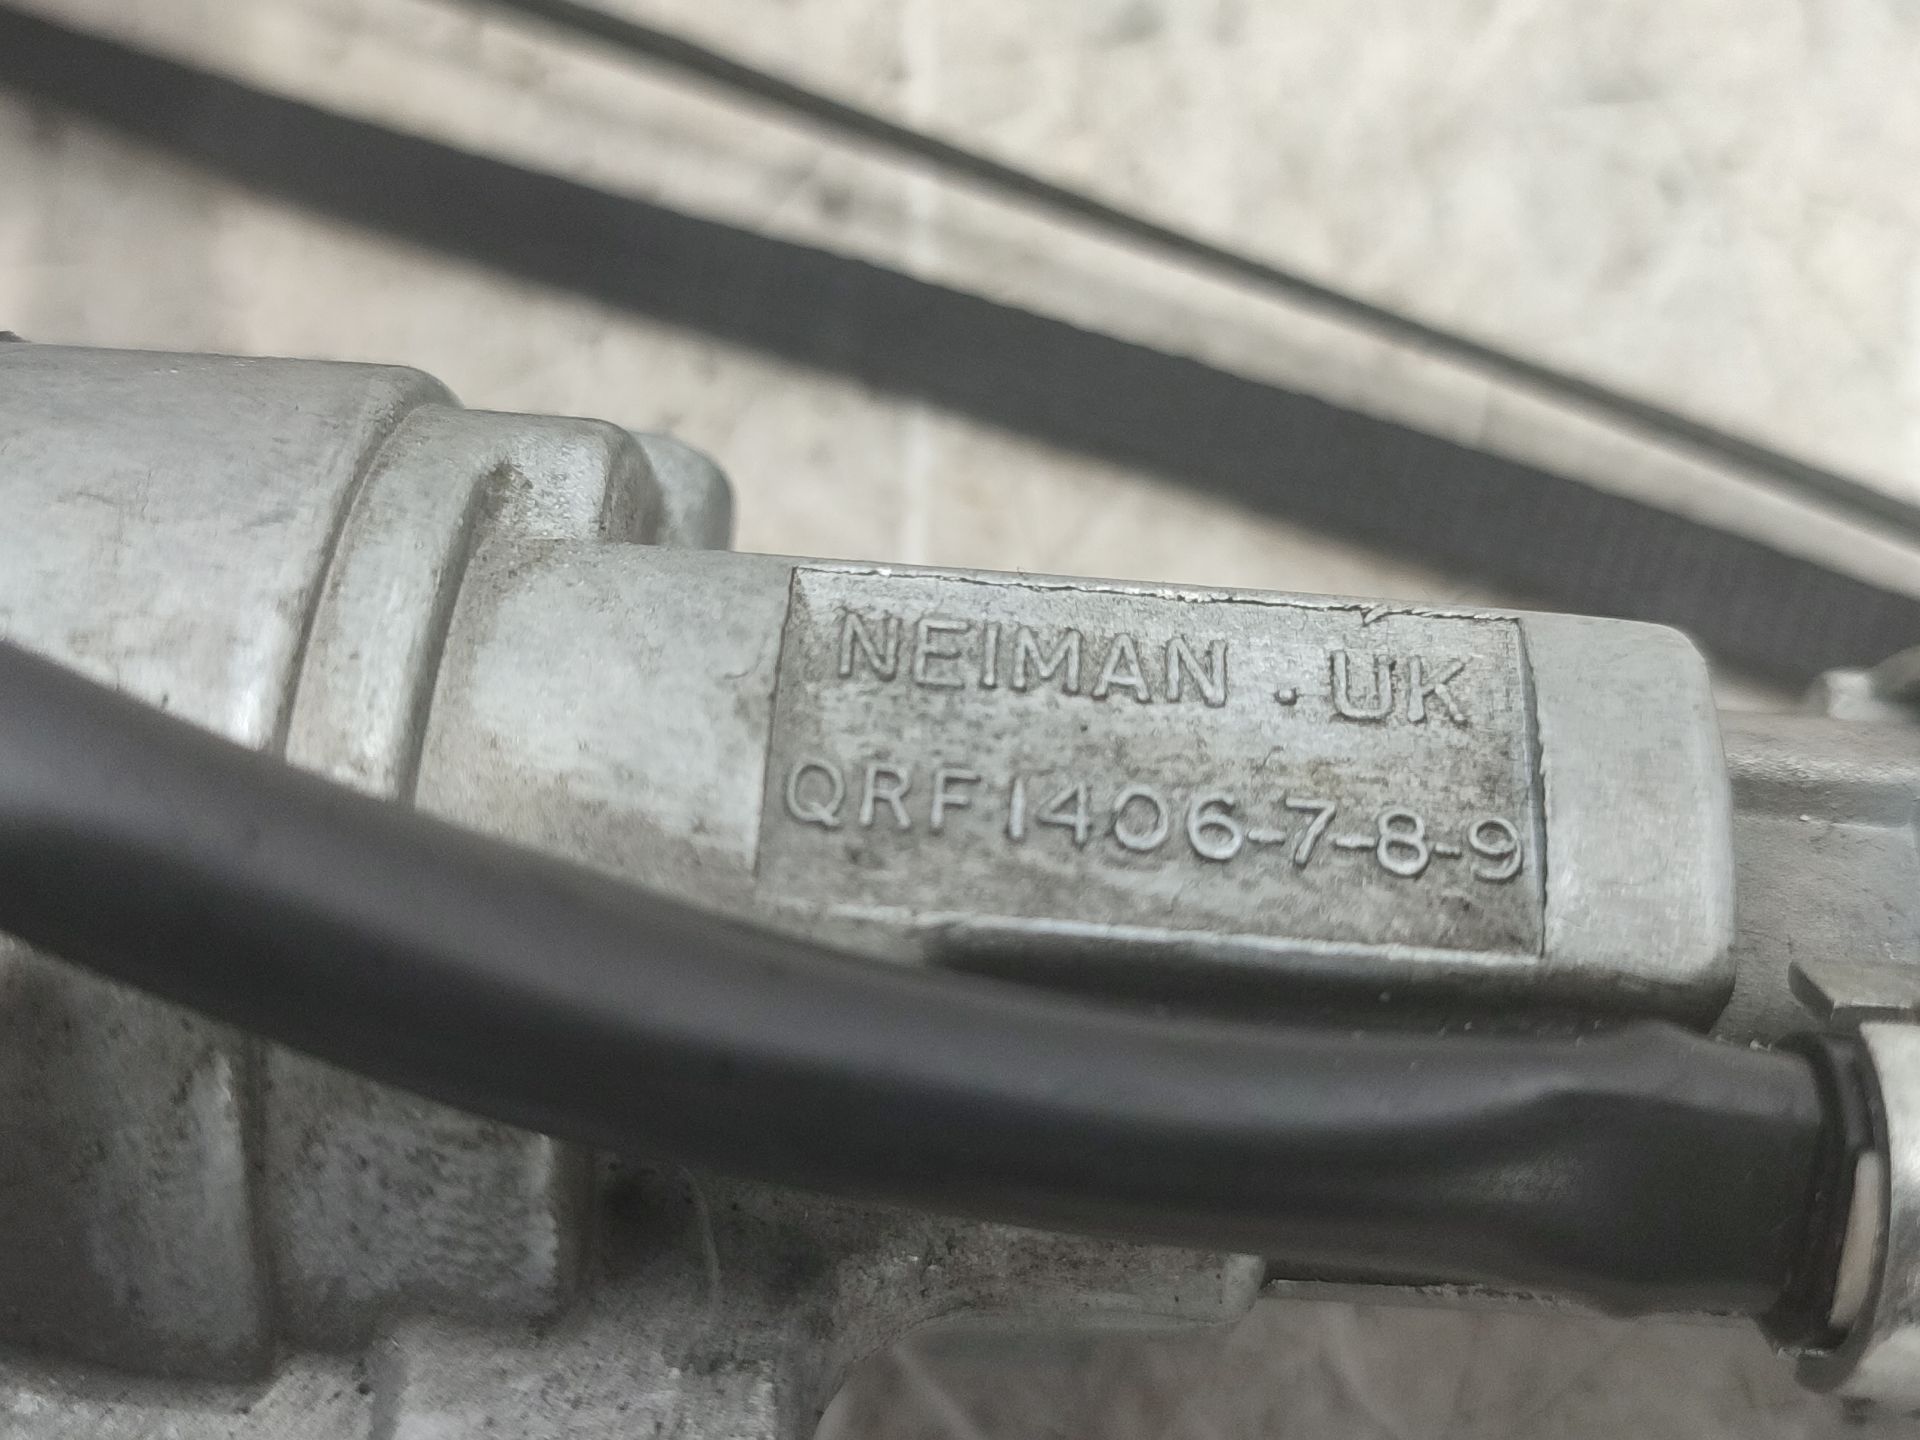 NEIMAN . UK
QRF1406-7-8-9